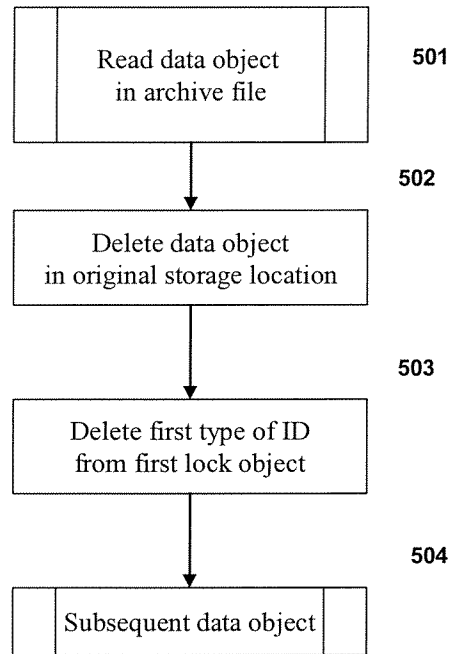 Read data object
in archive file
501
502
Delete data object
in original storage location
503
Delete first type of ID
from first lock object
504
Subsequent data object